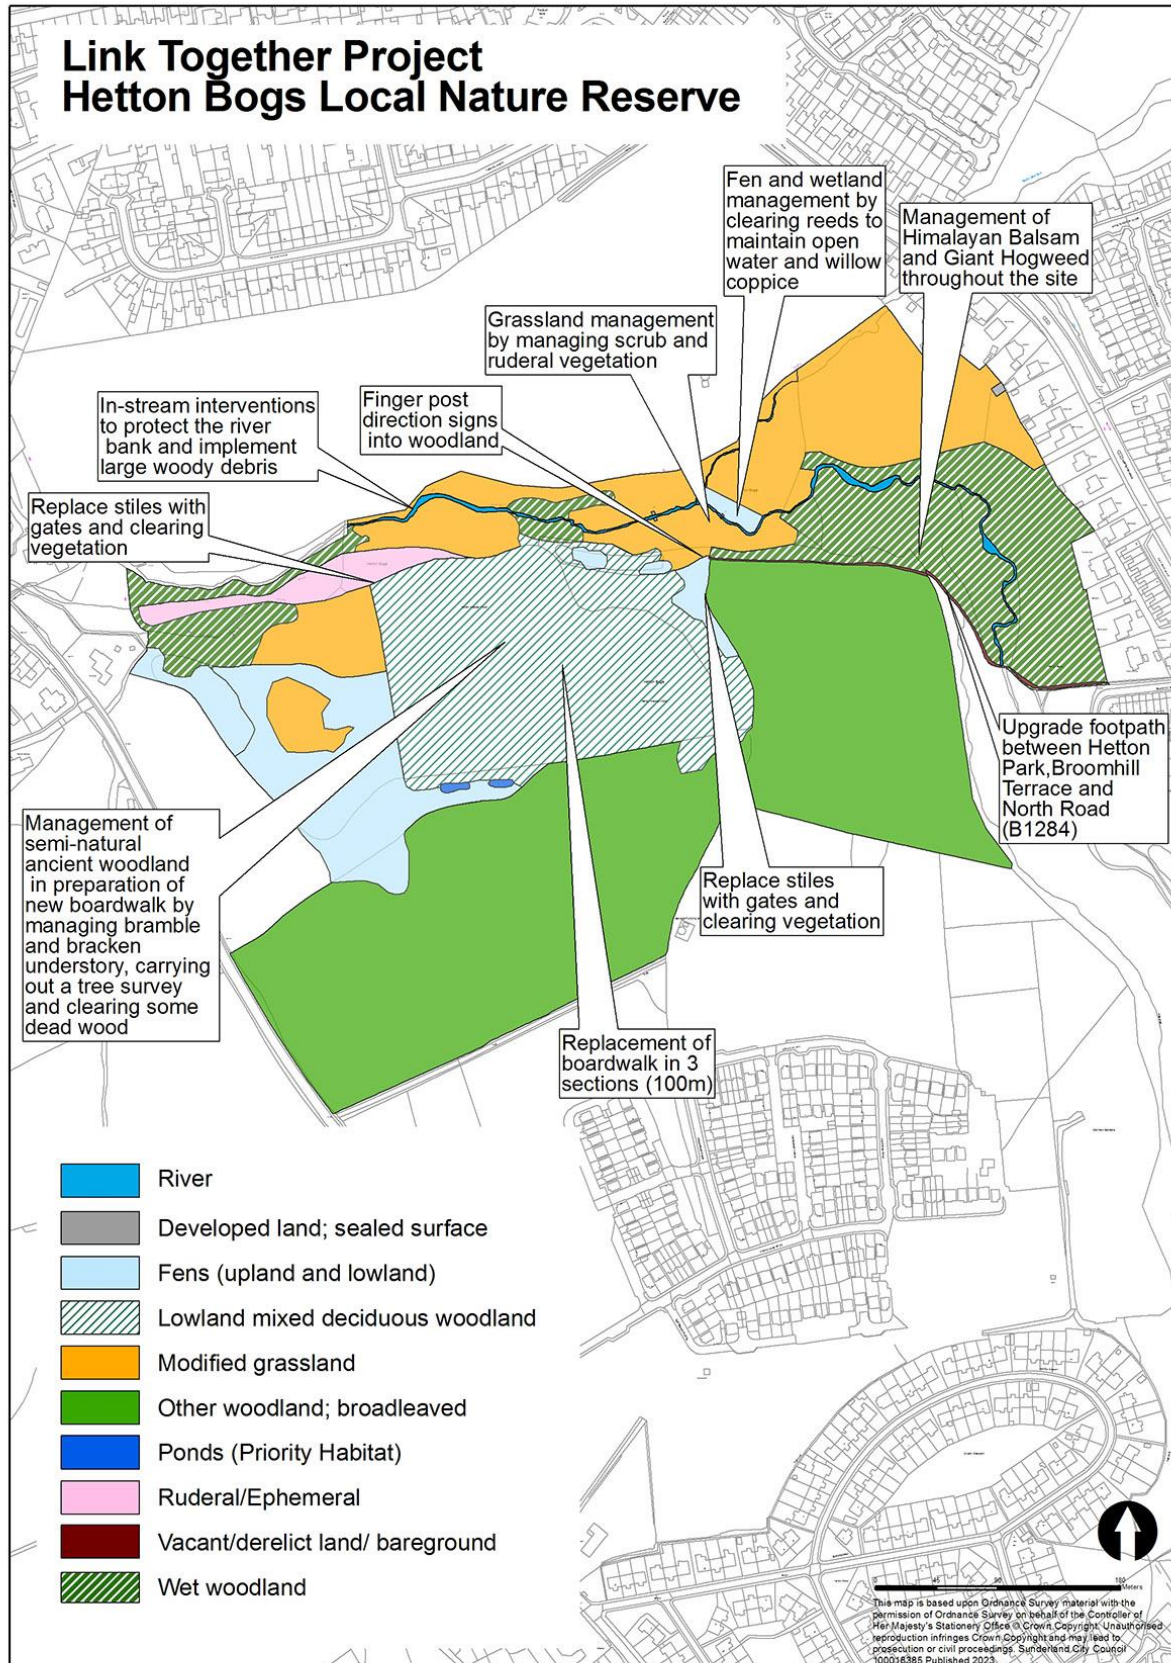 Link Together Project
Hetton Bogs Local Nature Reserve
Fen and wetland
management by
clearing reeds to
maintain open
water and willow
coppice
Management of
Himalayan Balsam
and Giant Hogweed
throughout the site
Grassland management
by managing scrub and
ruderal vegetation
In-stream interventions
to protect the river
bank and implement
large woody debris
Finger post
direction signs
into woodland
Replace stiles with
gates and clearing
vegetation
Upgrade footpath
between Hetton
Park,Broomhill
Terrace and
North Road
(B1284)
Management of
semi-natural
ancient woodland
in preparation of
new boardwalk by
managing bramble
and bracken
understory, carrying
out a tree survey
and clearing some
dead wood
Replace stiles
with gates and
clearing vegetation
Replacement of
boardwalk in 3
sections (100m)
River
Developed land; sealed surface
Fens (upland and lowland)
Lowland mixed deciduous woodland
Modified grassland
Other woodland; broadleaved
Ponds (Priority Habitat)
Ruderal/Ephemeral
Vacant/derelict land/ bareground
Wet woodland
0 45 90 180
Meters
This map is based upon Ordnance Survey material with the
permission of Ordnance Survey on behalf of the Controller of
Her Majesty's Stationery Office © Crown Copyright. Unauthorised
reproduction infringes Crown Copyright and may lead to
prosecution or civil proceedings. Sunderland City Council
100018385 Published 2023